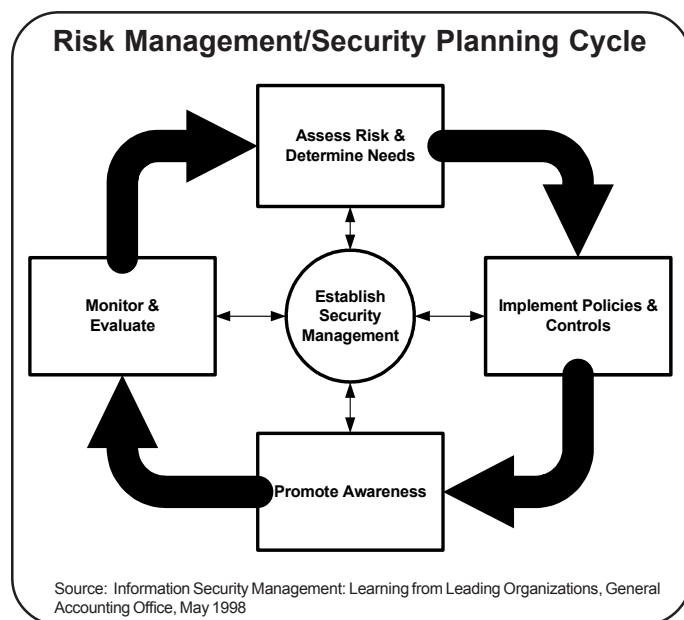 Risk Management/Security Planning Cycle
Assess Risk &
Determine Needs
Monitor &
Evaluate
Establish
Security
Management
Implement Policies &
Controls
Promote Awareness
Source: Information Security Management: Learning from Leading Organizations, General
Accounting Office, May 1998